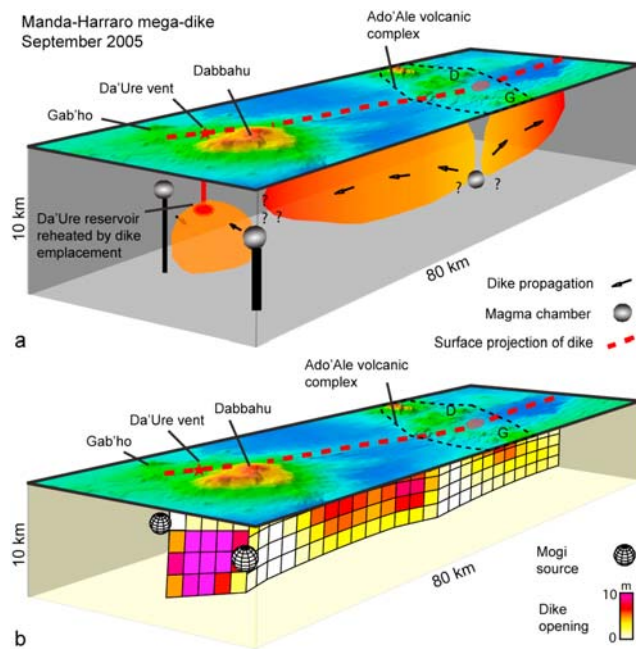 Manda-Harraro mega-dike
September 2005
Ado'Ale volcanic
complex
Da'Ure vent
Dabbahu
Gab'ho
D
G
? ?
? ?
?
?
Da'Ure reservoir
reheated by dike
emplacement
10 km
80 km
Dike propagation
Magma chamber
Surface projection of dike
a
Ado'Ale volcanic
complex
Da'Ure vent
Dabbahu
Gab'ho
D
G
10 km
80 km
Mogi
source
m
10
Dike
opening
0
b